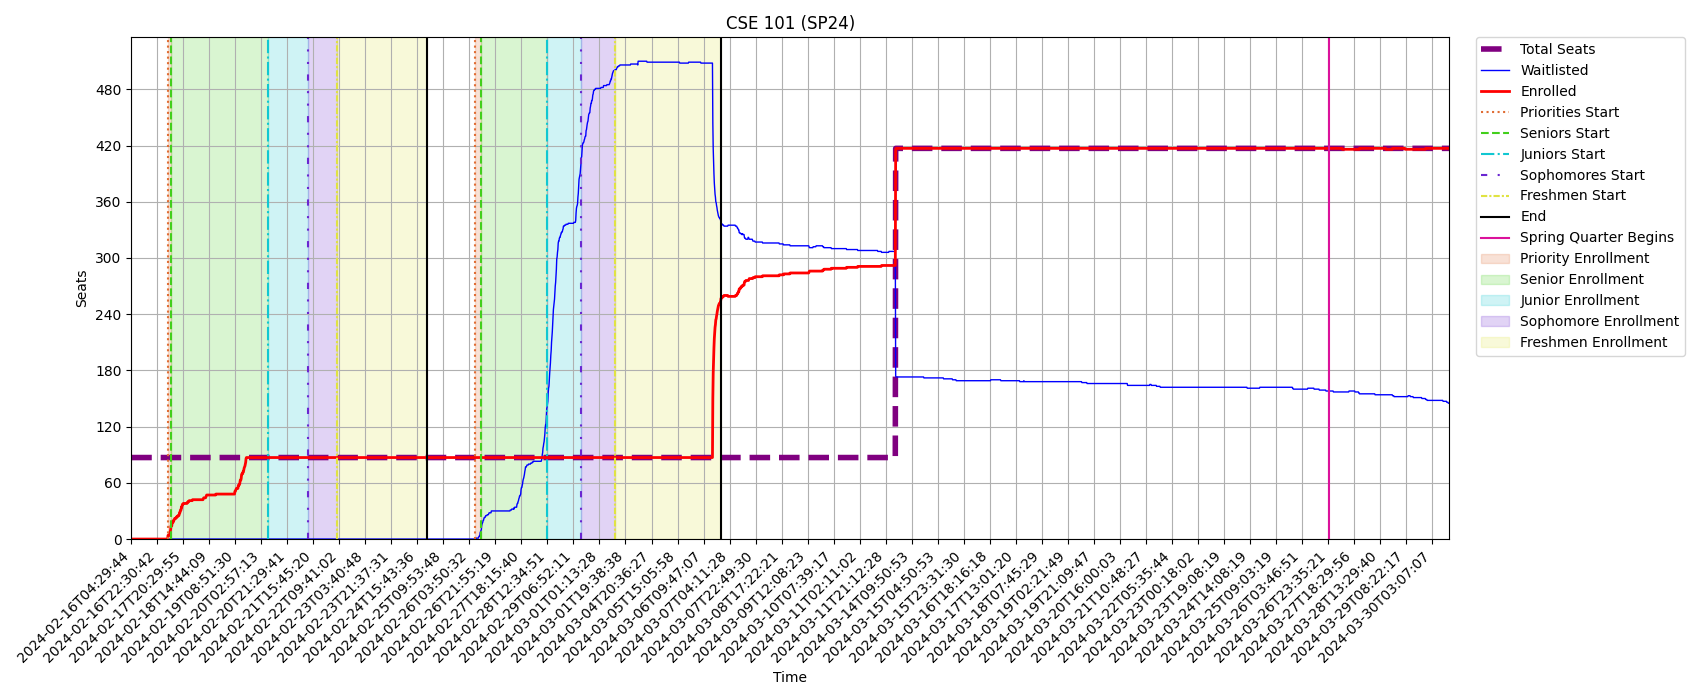 CSE 101 (SP24)
Seats
480
420
360
300
240
180
120
60
0
2024-02-16T04:29:44
2024-02-16T22:30:42
2024-02-17T20:29:55
2024-02-18T14:44:09
2024-02-19T08:51:30
2024-02-20T02:57:13
2024-02-20T21:29:41
2024-02-21T15:45:20
2024-02-22T09:41:02
2024-02-23T03:40:48
2024-02-23T21:37:31
2024-02-24T15:43:36
2024-02-25T09:53:48
2024-02-26T03:50:32
2024-02-26T21:55:19
2024-02-27T18:15:40
2024-02-28T12:34:51
2024-02-29T06:52:11
2024-03-01T01:13:28
2024-03-01T19:38:38
2024-03-04T20:36:27
2024-03-05T15:05:58
2024-03-06T09:47:07
2024-03-07T04:11:28
2024-03-07T22:49:30
2024-03-08T17:22:21
2024-03-09T12:08:23
2024-03-10T07:39:17
2024-03-11T02:11:02
2024-03-11T21:12:28
2024-03-14T09:50:53
2024-03-15T04:50:53
2024-03-15T23:31:30
2024-03-16T18:16:18
2024-03-17T13:01:20
2024-03-18T07:45:29
2024-03-19T02:21:49
2024-03-19T21:09:47
2024-03-20T16:00:03
2024-03-21T10:48:27
2024-03-22T05:35:44
2024-03-23T00:18:02
2024-03-23T19:08:19
2024-03-24T14:08:19
2024-03-25T09:03:19
2024-03-26T03:46:51
2024-03-26T23:35:21
2024-03-27T18:29:56
2024-03-28T13:29:40
2024-03-29T08:22:17
2024-03-30T03:07:07
Time
Total Seats
Waitlisted
Enrolled
Priorities Start
Seniors Start
Juniors Start
Sophomores Start
Freshmen Start
End
Spring Quarter Begins
Priority Enrollment
Senior Enrollment
Junior Enrollment
Sophomore Enrollment
Freshmen Enrollment